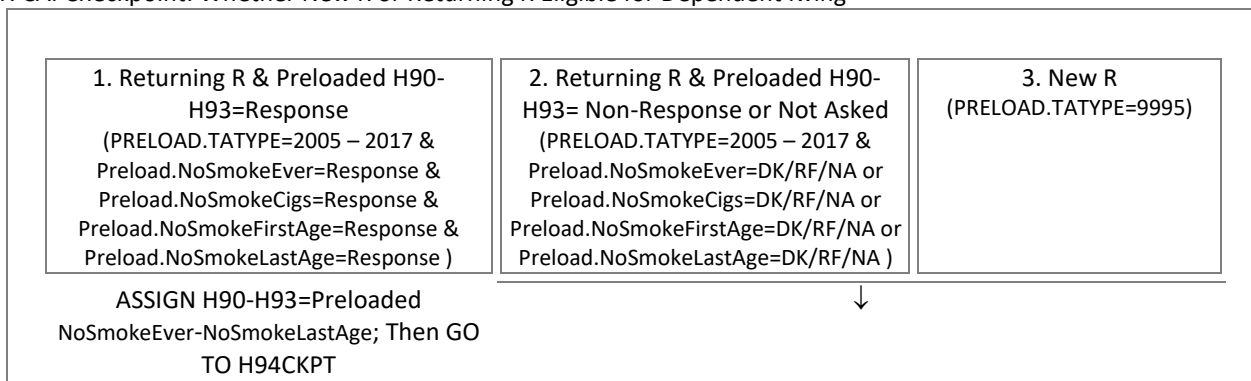 1. Returning R & Preloaded H90-
H93=Response
(PRELOAD.TATYPE=2005 – 2017 &
Preload.NoSmokeEver=Response &
Preload.NoSmokeCigs=Response &
Preload.NoSmokeFirstAge=Response &
Preload.NoSmokeLastAge=Response )
2. Returning R & Preloaded H90-
H93= Non-Response or Not Asked
(PRELOAD.TATYPE=2005 – 2017 &
Preload.NoSmokeEver=DK/RF/NA or
Preload.NoSmokeCigs=DK/RF/NA or
Preload.NoSmokeFirstAge=DK/RF/NA or
Preload.NoSmokeLastAge=DK/RF/NA )
3. New R
(PRELOAD.TATYPE=9995)
ASSIGN H90-H93=Preloaded
NoSmokeEver-NoSmokeLastAge; Then GO
TO H94CKPT
↓